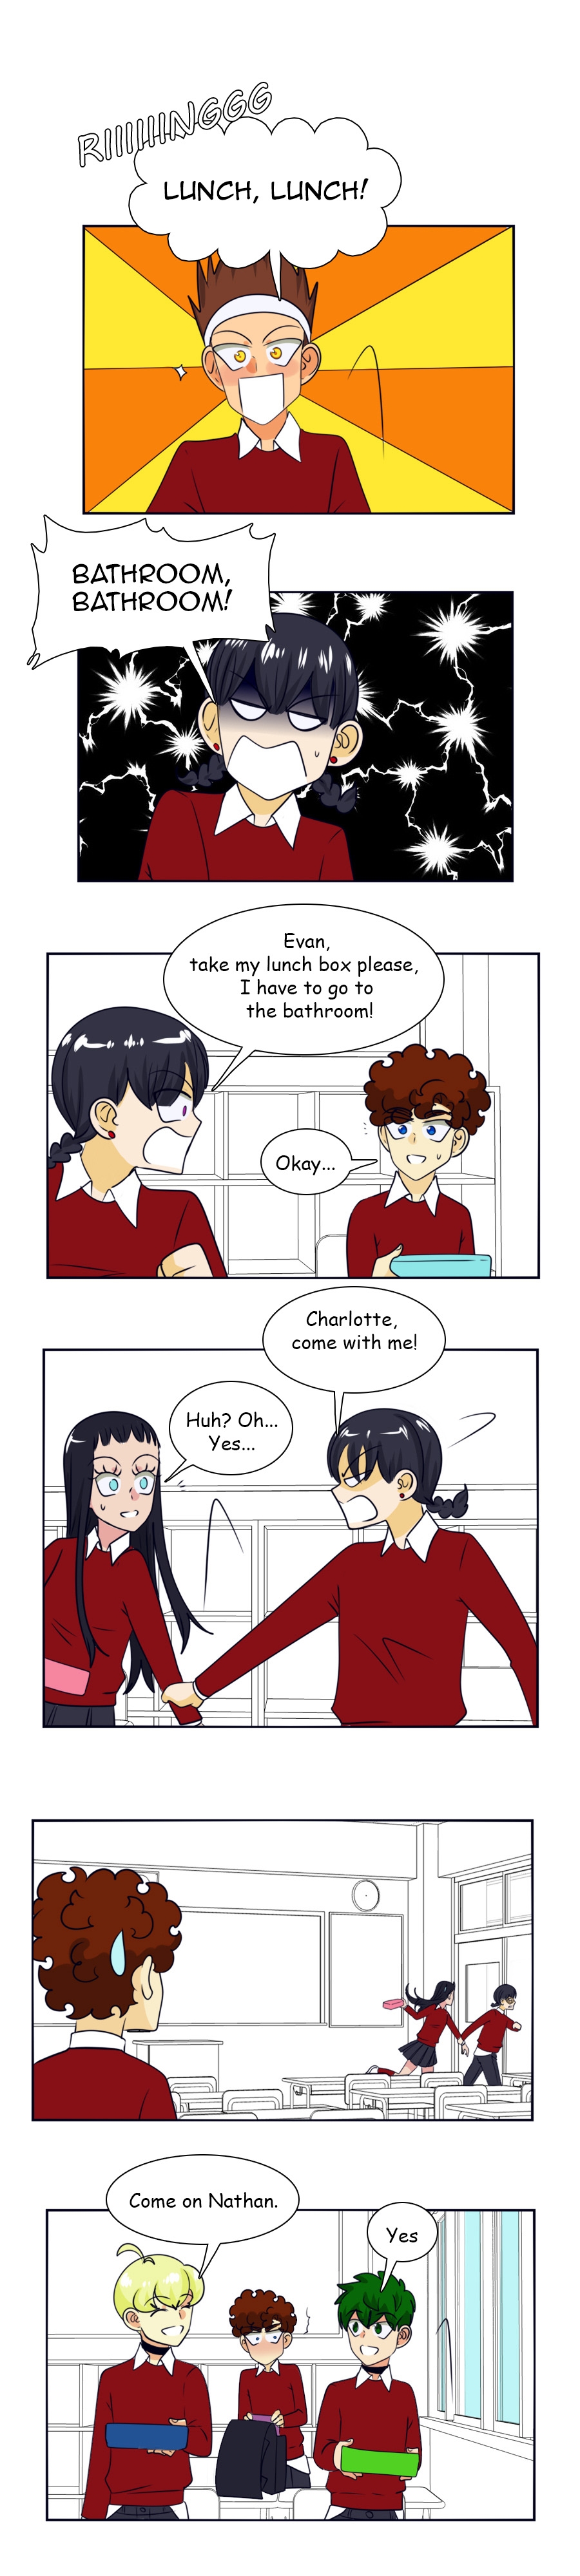 RIIIIIINGGG
LUNCH, LUNCH!
BATHROOM,
BATHROOM!
Evan,
take my lunch box please,
I have to go to
the bathroom!
Okay...
Charlotte,
come with me!
Huh? Oh...
Yes...
Come on Nathan.
Yes